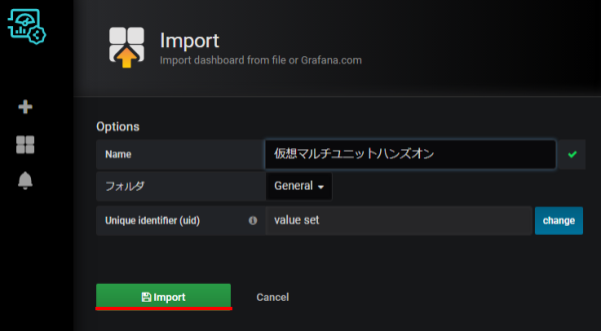 Import
Import dashboard from file or Grafana.com
Options
Name
仮想マルチユニットハンズオン
フォルダ
General
Unique identifier (uid)
value set
change
Import
Cancel